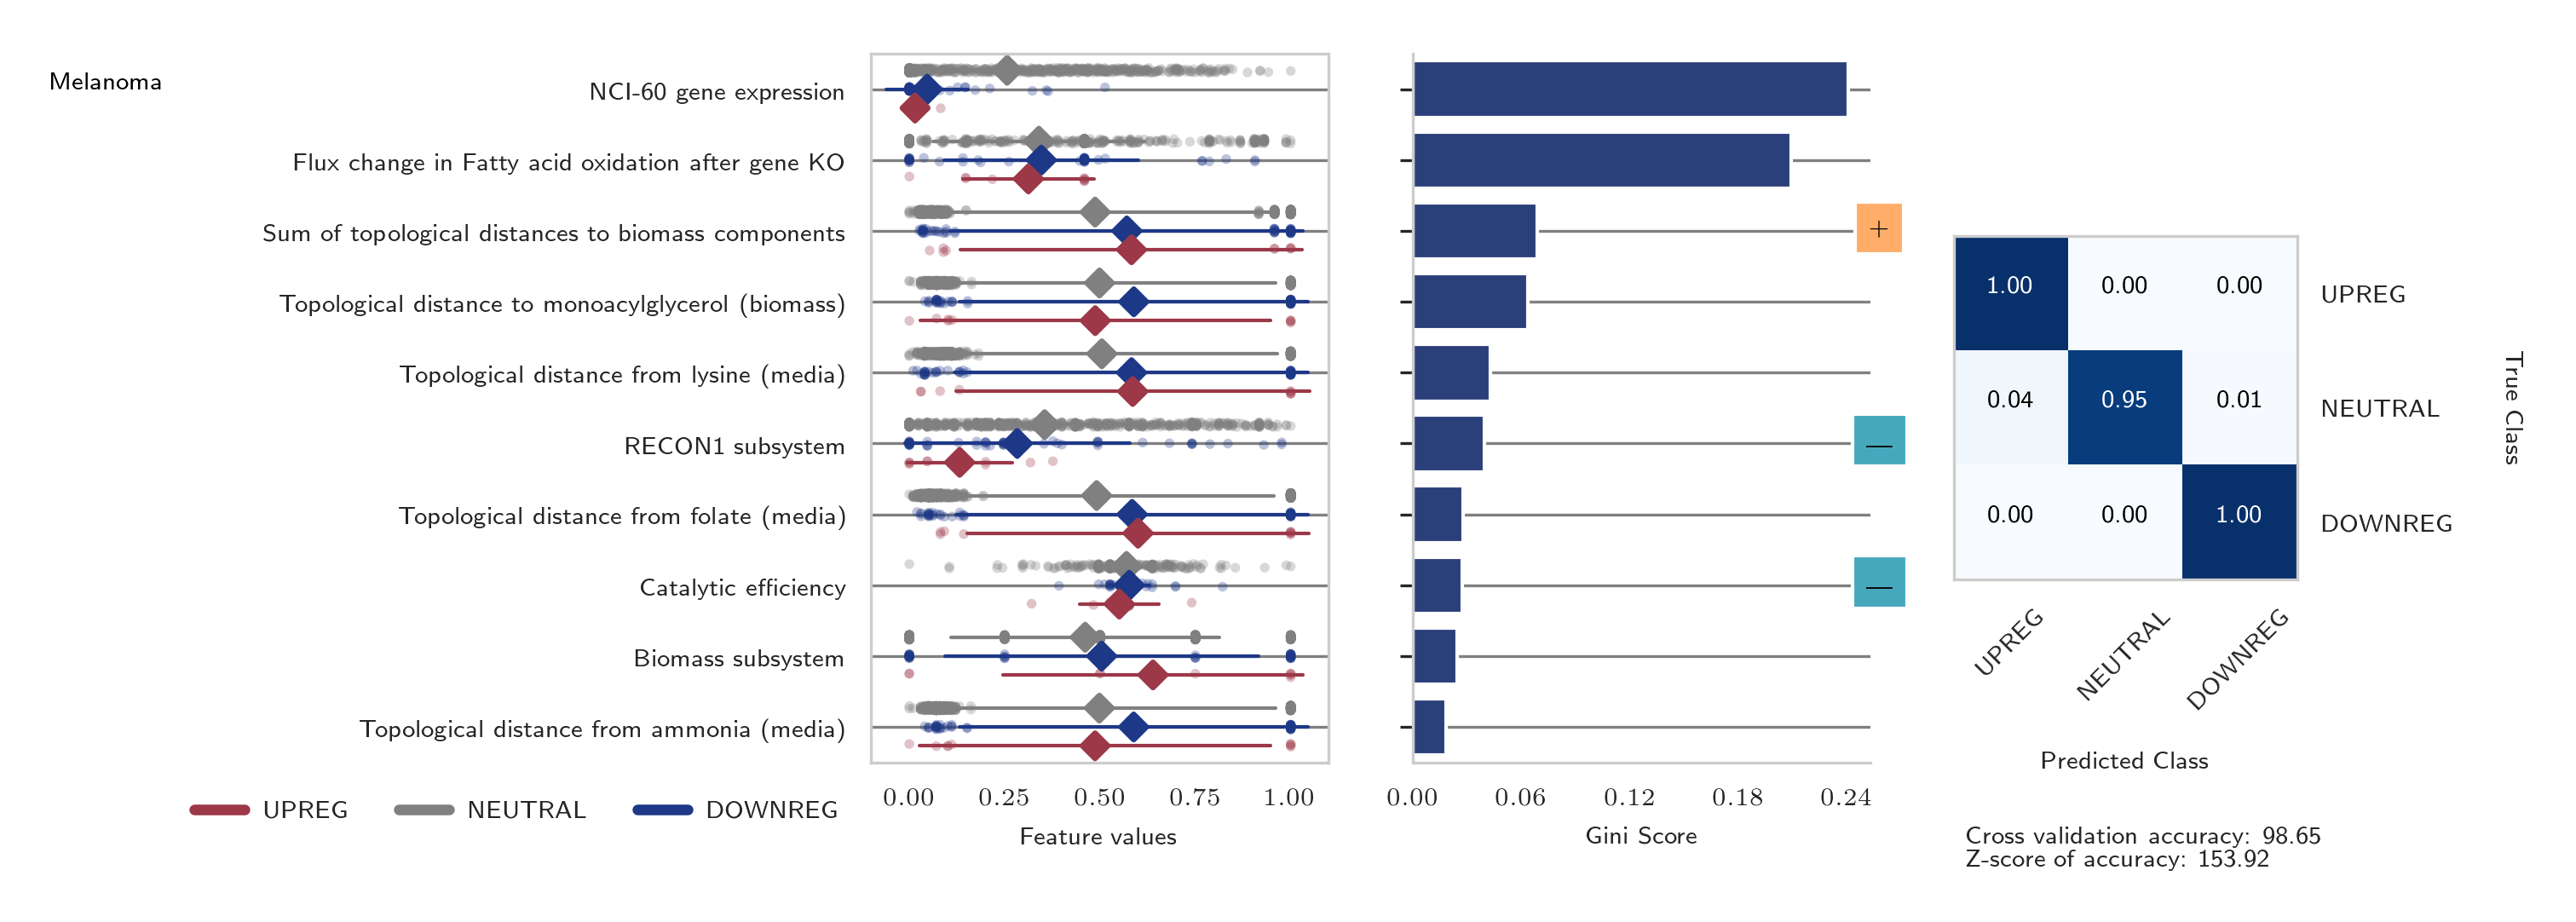 Melanoma
NCI-60 gene expression
Flux change in Fatty acid oxidation after gene KO
Sum of topological distances to biomass components
Topological distance to monoacylglycerol (biomass)
Topological distance from lysine (media)
RECON1 subsystem
Topological distance from folate (media)
Catalytic efficiency
Biomass subsystem
Topological distance from ammonia (media)
UPREG NEUTRAL DOWNREG
0.00 0.25 0.50 0.75 1.00
Feature values
+
—
—
0.00 0.06 0.12 0.18 0.24
Gini Score
1.00 0.00 0.00 UPREG
0.04 0.95 0.01 NEUTRAL
0.00 0.00 1.00 DOWNREG
True Class
UPREG NEUTRAL DOWNREG
Predicted Class
Cross validation accuracy: 98.65
Z-score of accuracy: 153.92